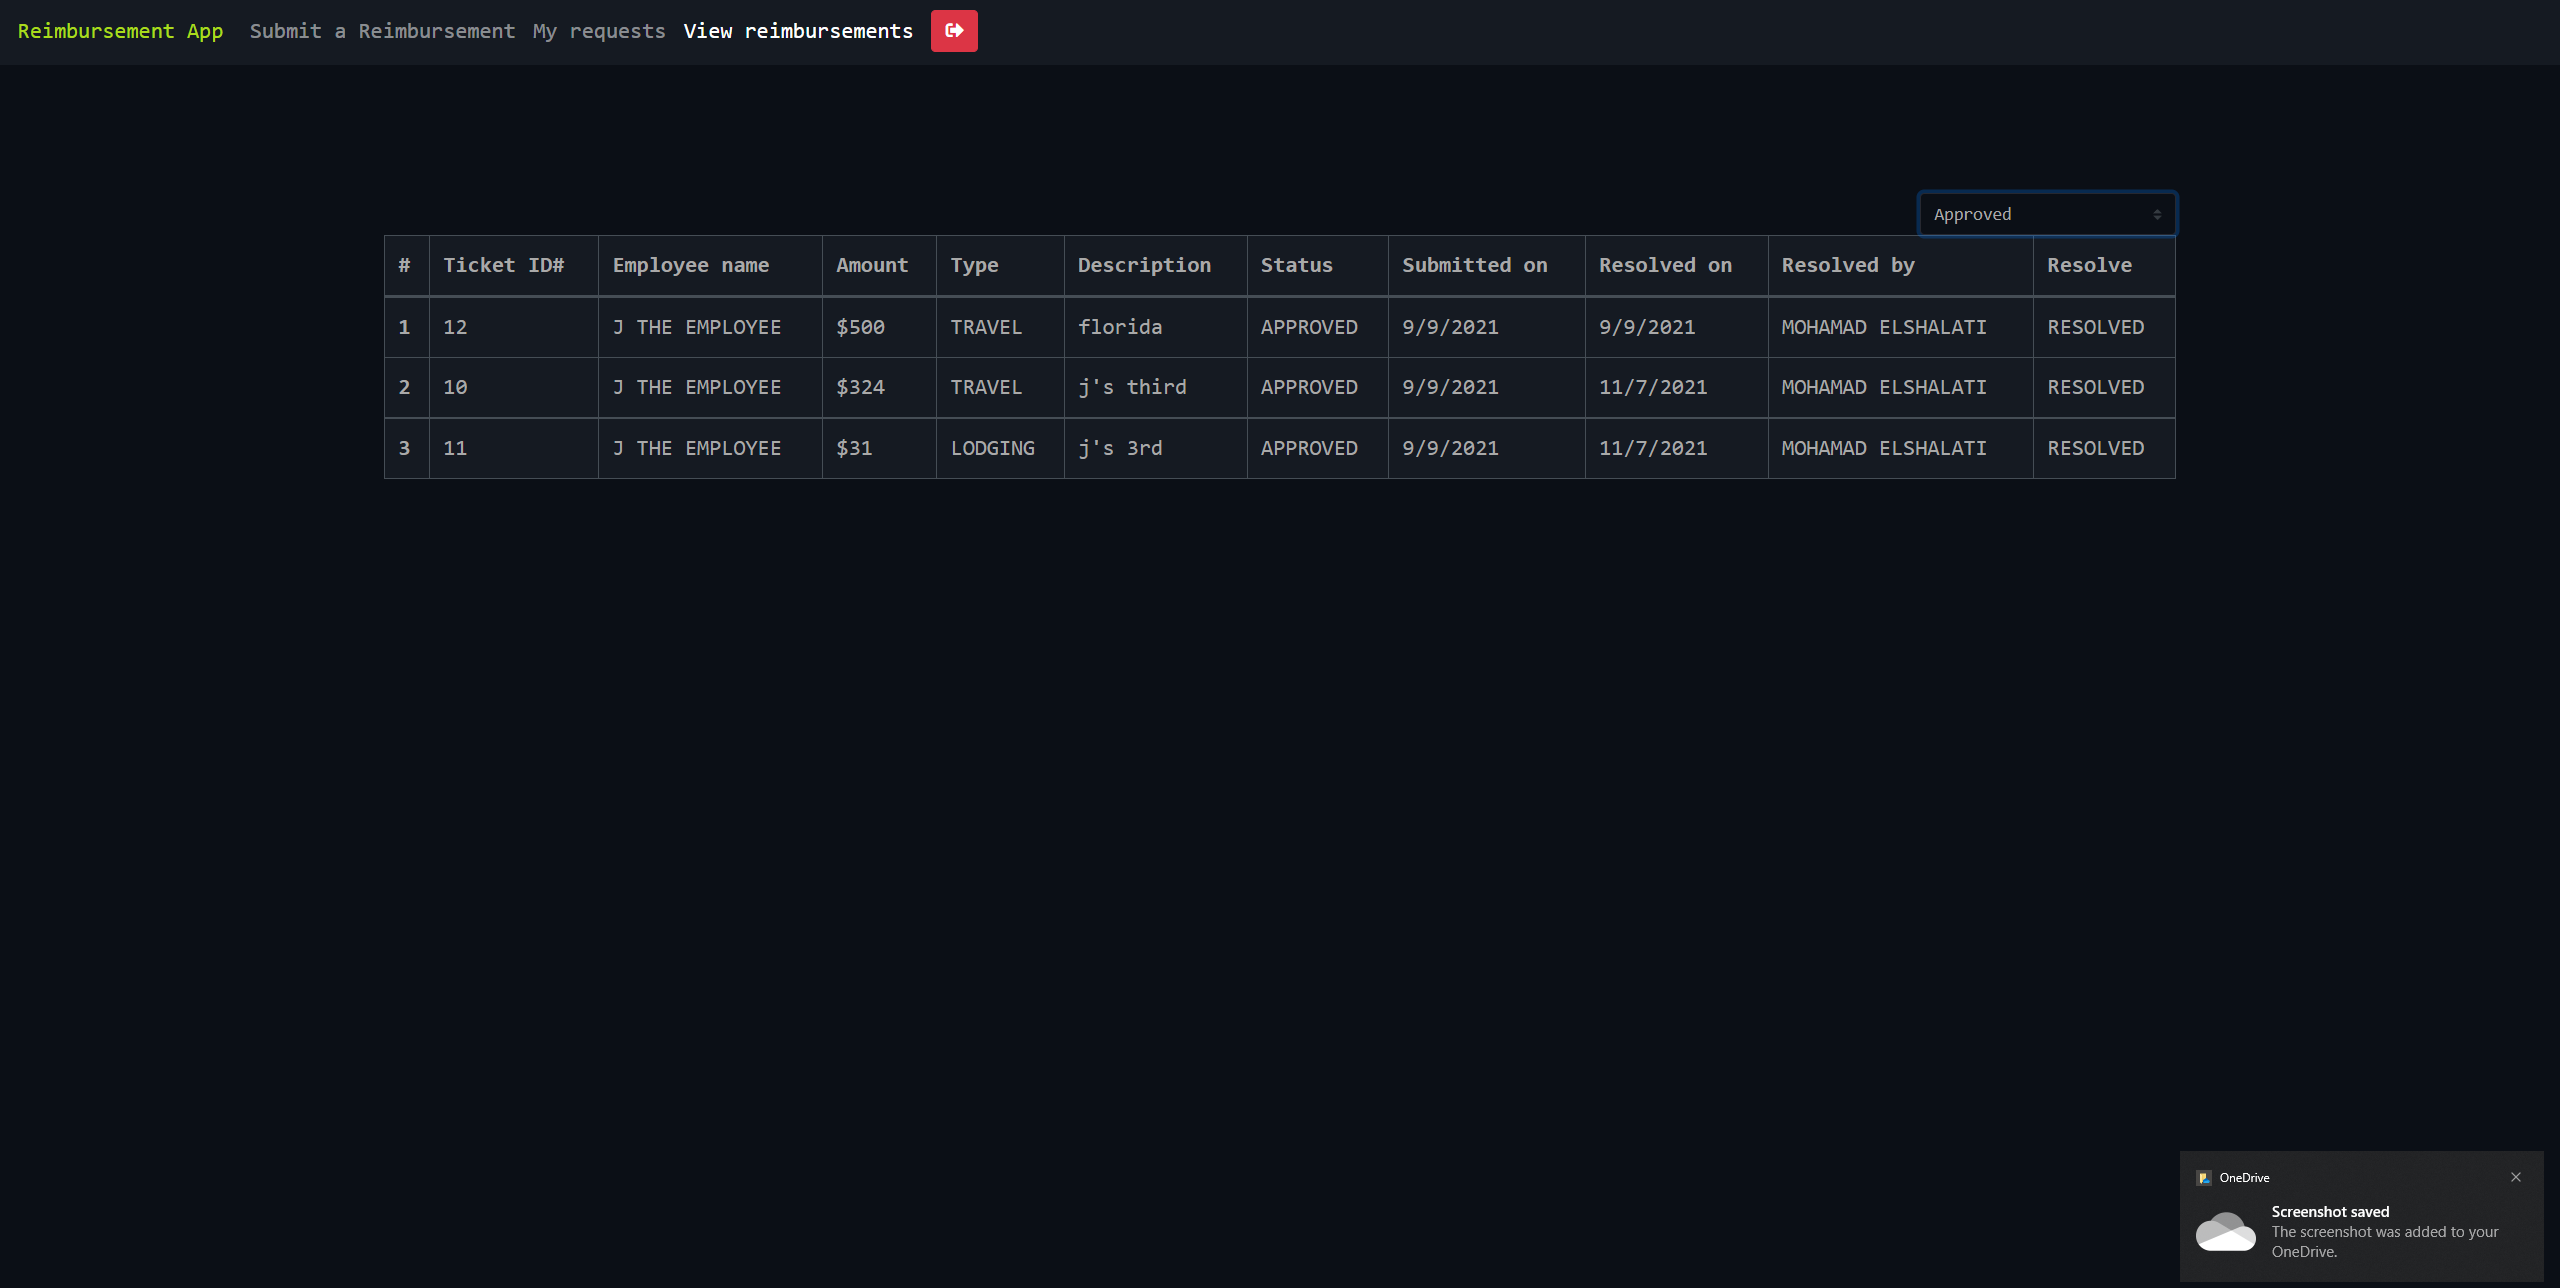 Reimbursement App Submit a Reimbursement My requests View reimbursements
Approved
# Ticket ID# Employee name Amount Type Description Status Submitted on Resolved on Resolved by Resolve
1 12 J THE EMPLOYEE $500 TRAVEL florida APPROVED 9/9/2021 9/9/2021 MOHAMAD ELSHALATI RESOLVED
2 10 J THE EMPLOYEE $324 TRAVEL j's third APPROVED 9/9/2021 11/7/2021 MOHAMAD ELSHALATI RESOLVED
3 11 J THE EMPLOYEE $31 LODGING j's 3rd APPROVED 9/9/2021 11/7/2021 MOHAMAD ELSHALATI RESOLVED
OneDrive
Screenshot saved
The screenshot was added to your
OneDrive.